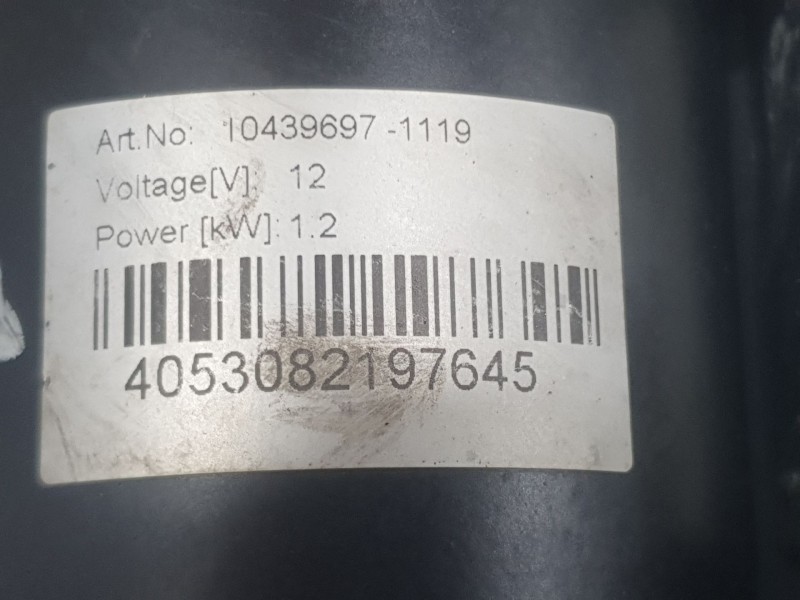 Art.No: 10439697 -1119
Voltage[V]: 12
Power [kW]: 1.2
4053082197645